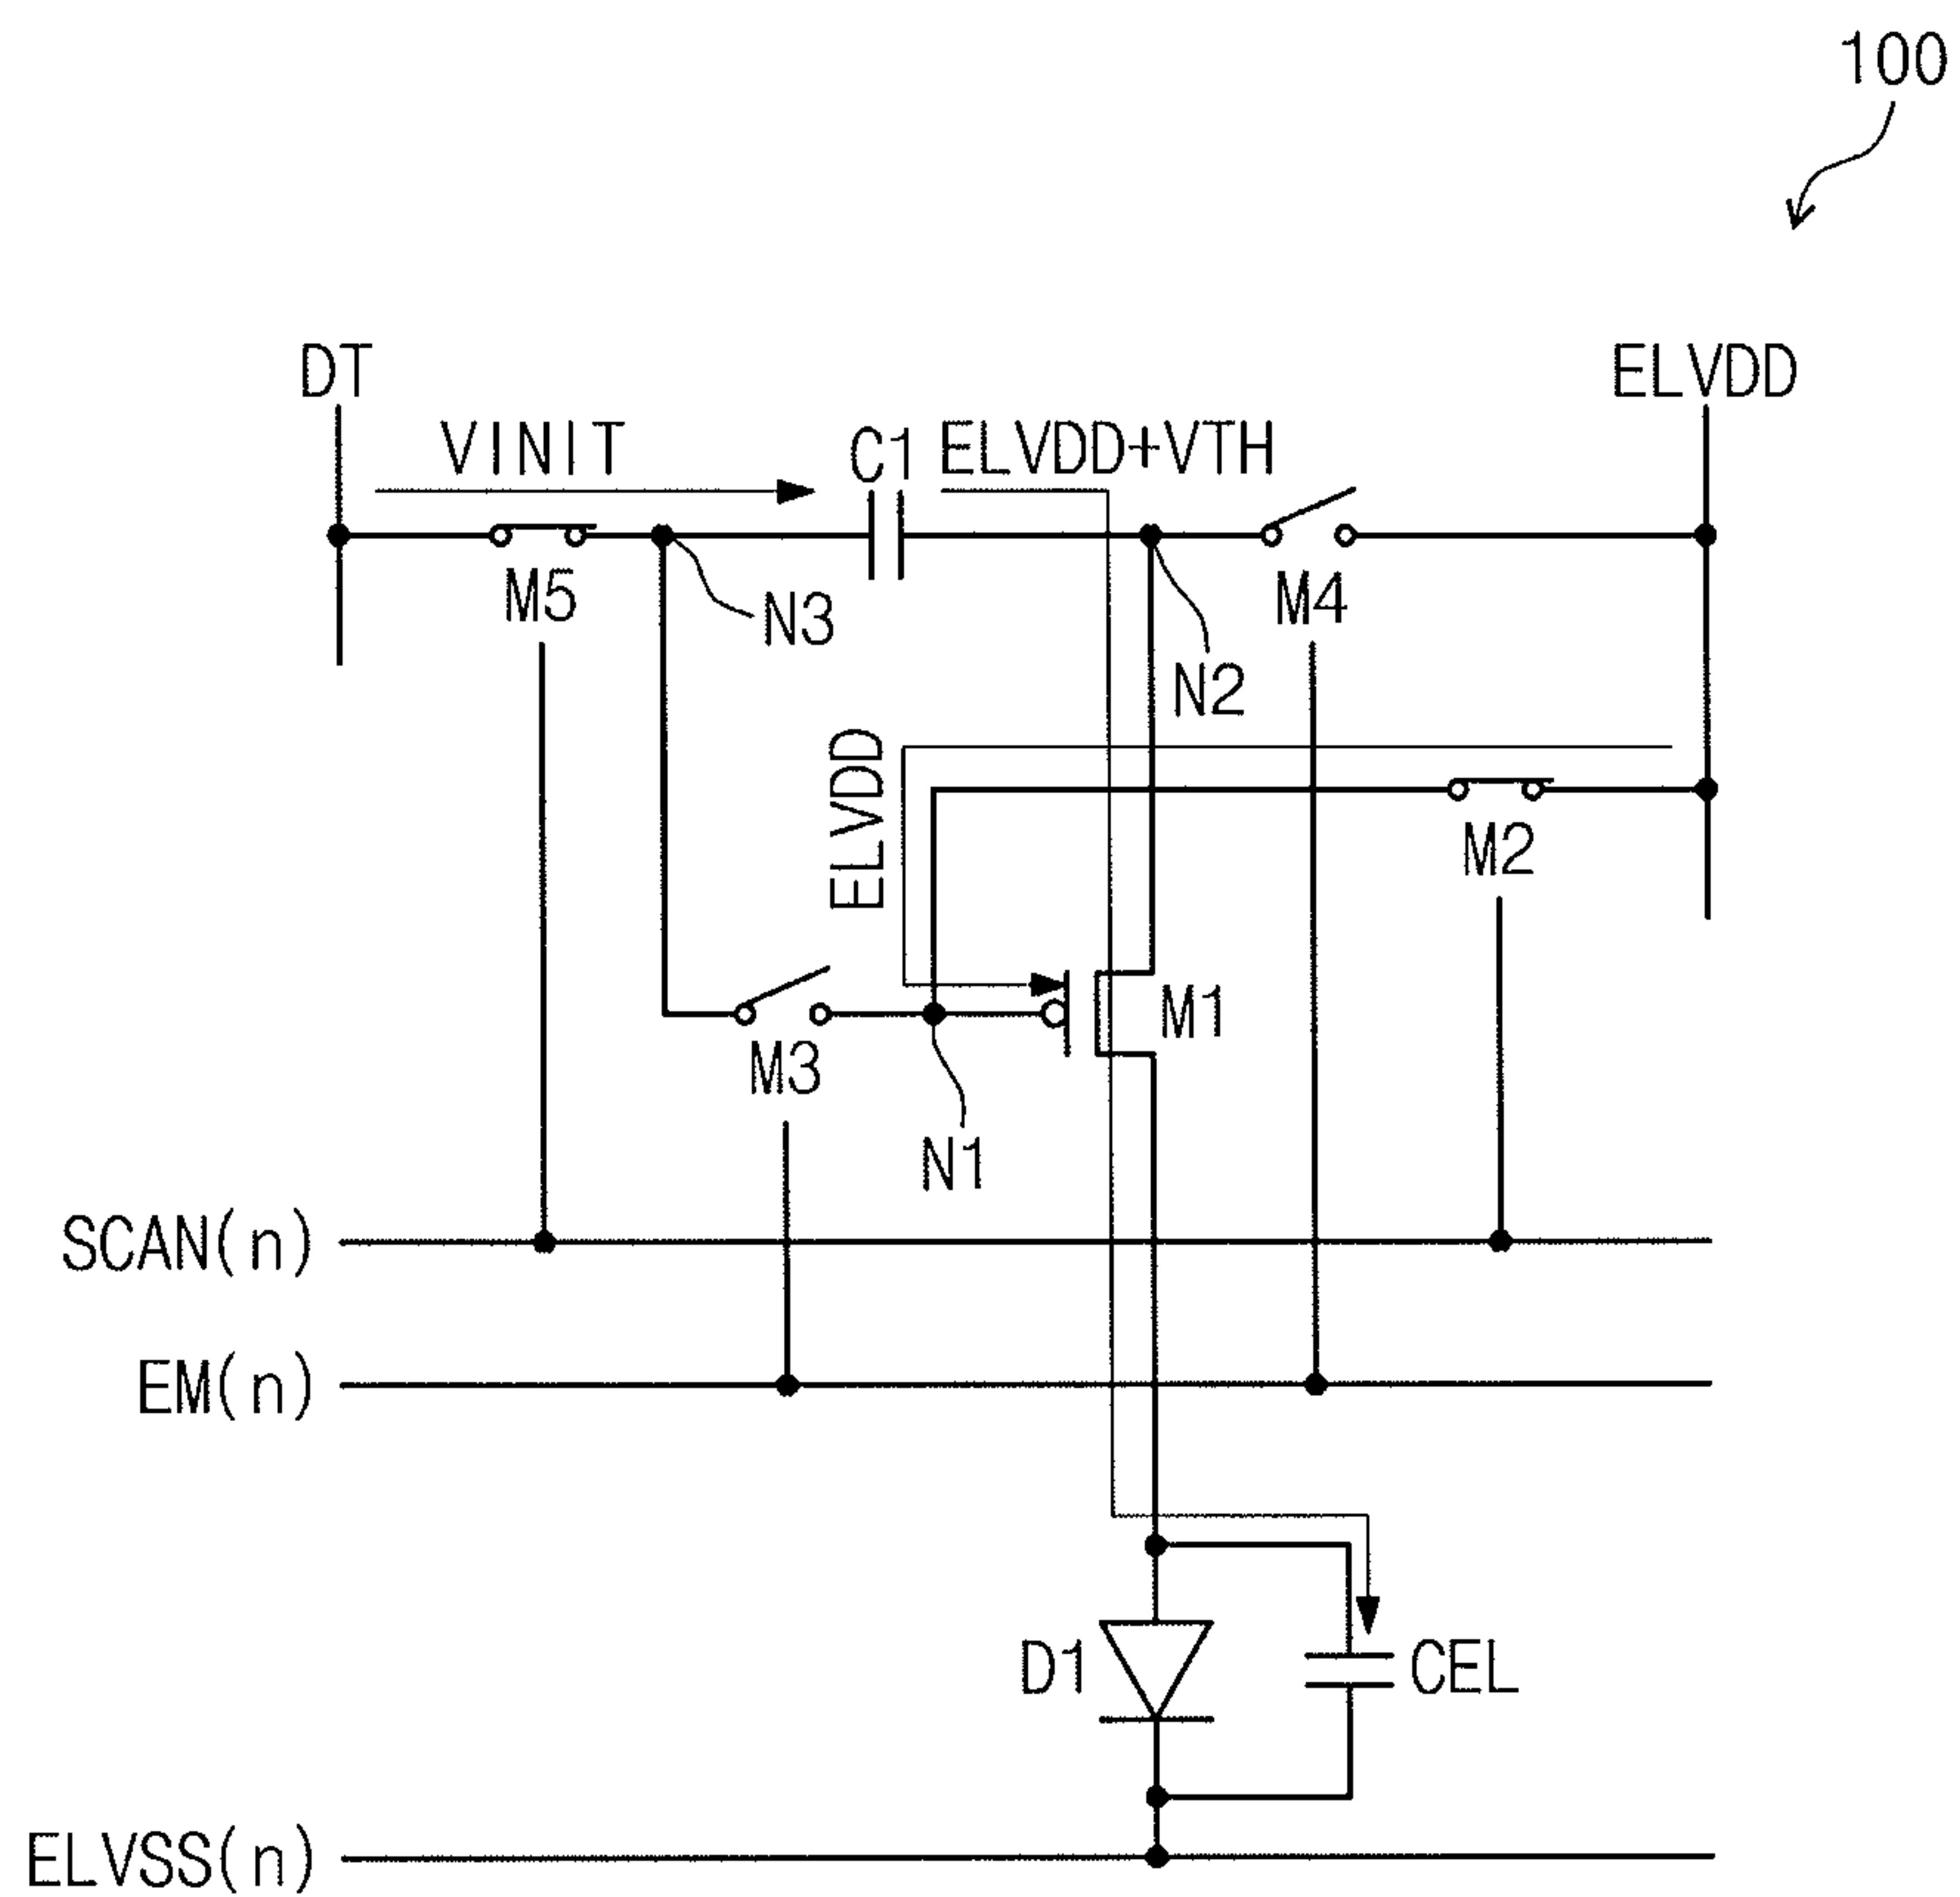 100
DT
ELVDD
VINIT
C1
ELVDD+VTH
M5
N3
M4
N2
ELVDD
M2
M1
M3
N1
SCAN(n)
EM(n)
D1
CEL
ELVSS(n)